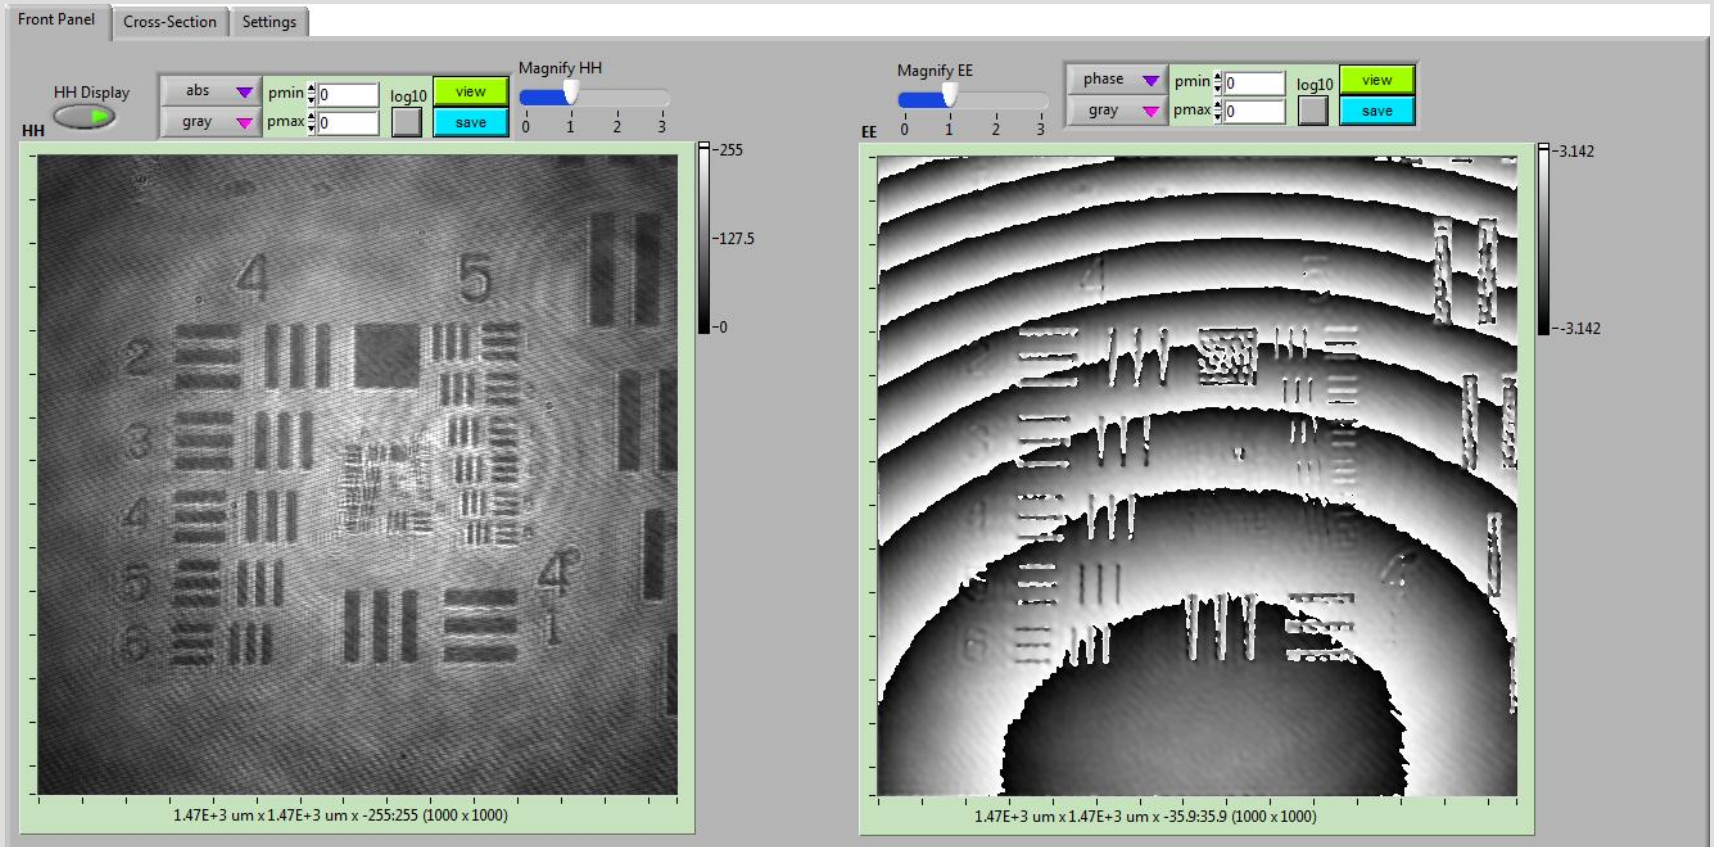 Front Panel Cross-Section Settings
HH Display
abs
gray
pmin 0
pmax 0
log10
view
save
Magnify HH
0 1 2 3
HH
255
127.5
0
4 5
2
3
4
5
6
4
1
1.47E+3 um x 1.47E+3 um x -255:255 (1000 x 1000)
Magnify EE
0 1 2 3
phase
gray
pmin 0
pmax 0
log10
view
save
EE
3.142
-3.142
4 5
1.47E+3 um x 1.47E+3 um x -35.9:35.9 (1000 x 1000)